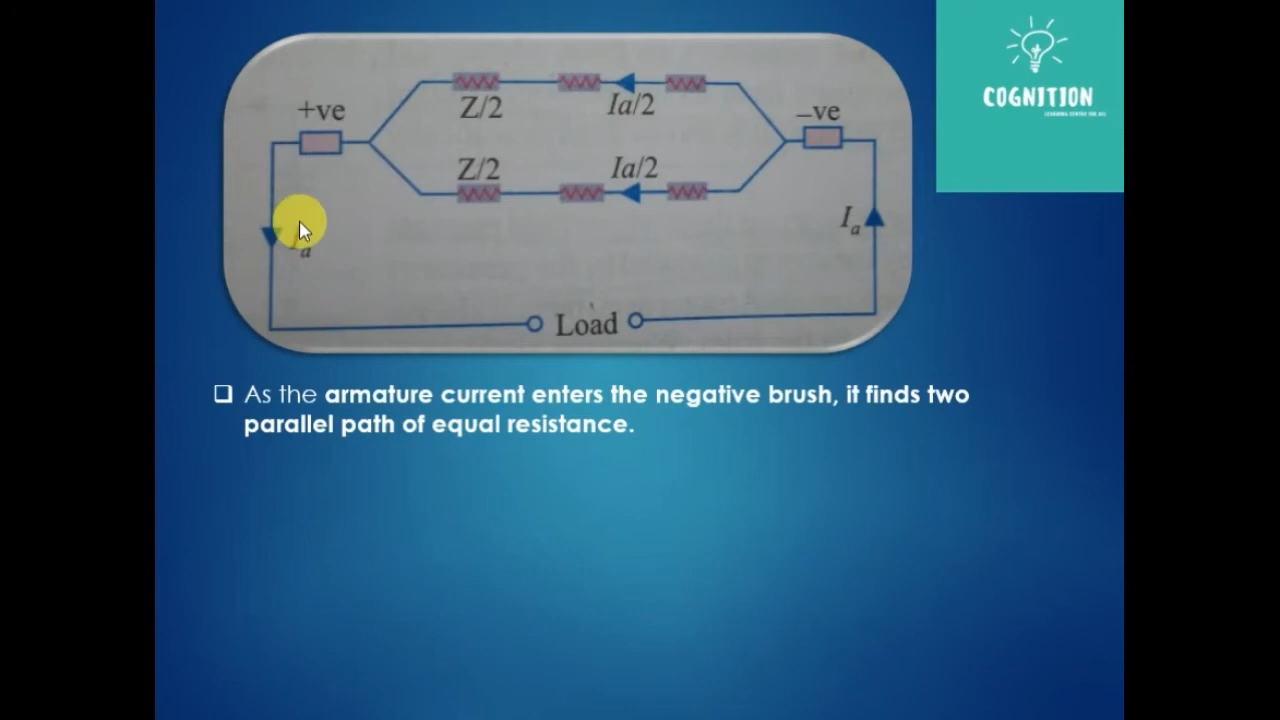 COGNITION
+ve
Z/2
Ia/2
–ve
Z/2
Ia/2
Ia
Load
❑ As the armature current enters the negative brush, it finds two
parallel path of equal resistance.